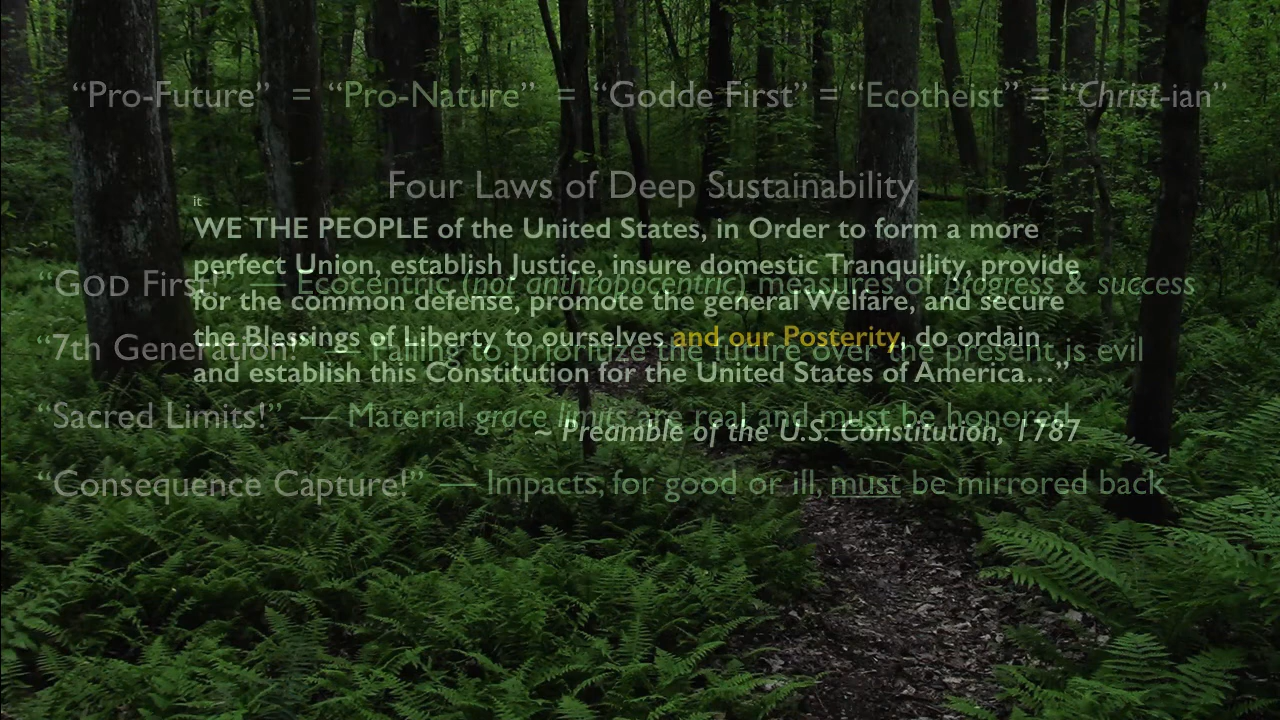 “Pro-Future” = “Pro-Nature” = “Godde First” = “Ecotheist” = “Christ-ian”
Four Laws of Deep Sustainability
it
WE THE PEOPLE of the United States, in Order to form a more
perfect Union, establish Justice, insure domestic Tranquility, provide
“GOD First!” — Ecocentric (not anthropocentric) measures of progress & success
for the common defense, promote the general Welfare, and secure
the Blessings of Liberty to ourselves and our Posterity, do ordain
“7th Generation!” — Failing to prioritize the future over the present is evil
and establish this Constitution for the United States of America…”
“Sacred Limits!” — Material grace limits are real and must be honored
~ Preamble of the U.S. Constitution, 1787
“Consequence Capture!” — Impacts, for good or ill, must be mirrored back